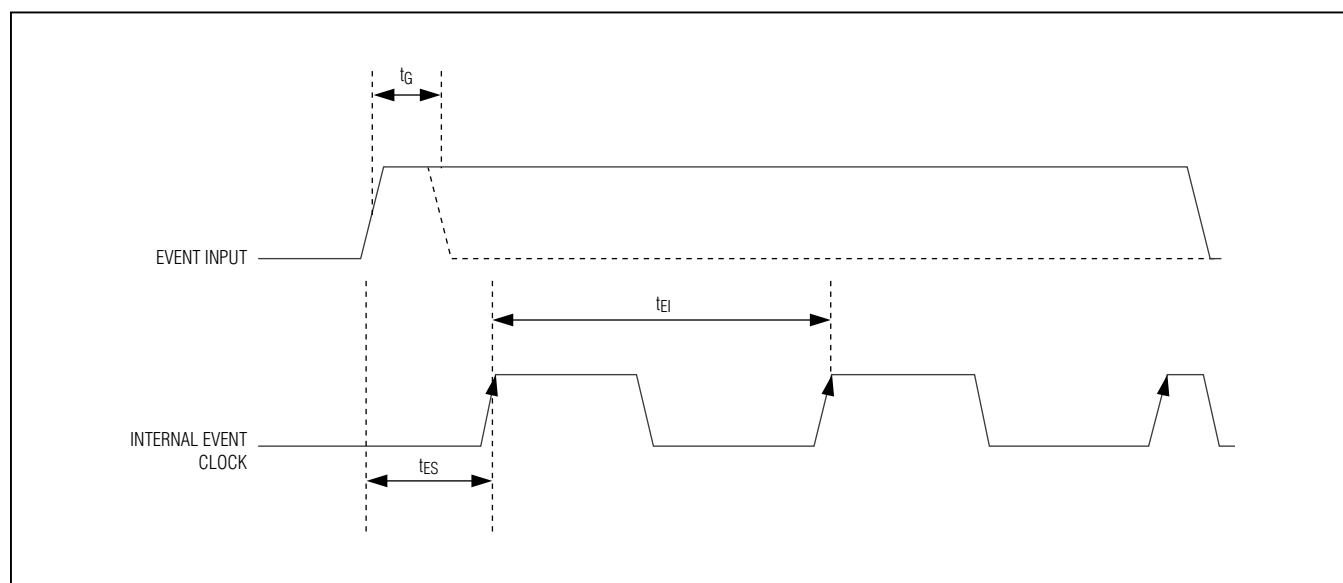 tG
EVENT INPUT
tEI
INTERNAL EVENT
CLOCK
tES